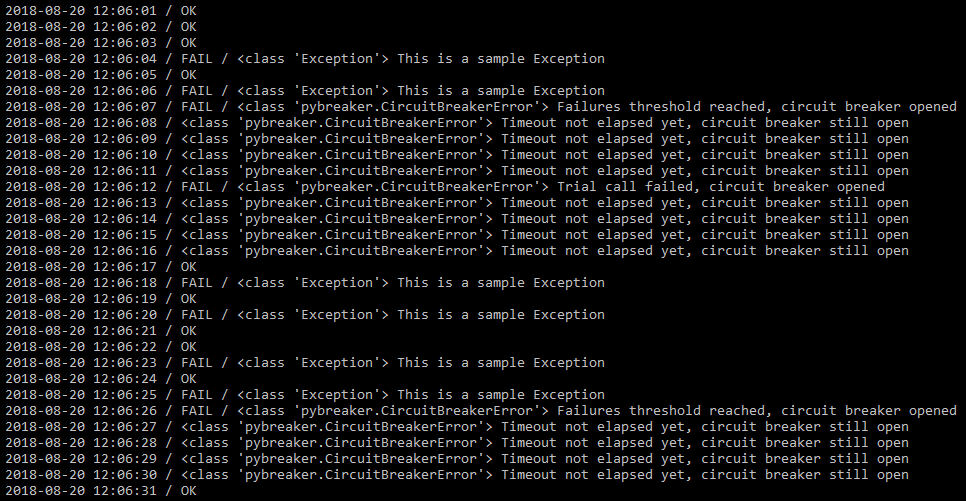 2018-08-20 12:06:01 / OK
2018-08-20 12:06:02 / OK
2018-08-20 12:06:03 / OK
2018-08-20 12:06:04 / FAIL / <class 'Exception'> This is a sample Exception
2018-08-20 12:06:05 / OK
2018-08-20 12:06:06 / FAIL / <class 'Exception'> This is a sample Exception
2018-08-20 12:06:07 / FAIL / <class 'pybreaker.CircuitBreakerError'> Failures threshold reached, circuit breaker opened
2018-08-20 12:06:08 / <class 'pybreaker.CircuitBreakerError'> Timeout not elapsed yet, circuit breaker still open
2018-08-20 12:06:09 / <class 'pybreaker.CircuitBreakerError'> Timeout not elapsed yet, circuit breaker still open
2018-08-20 12:06:10 / <class 'pybreaker.CircuitBreakerError'> Timeout not elapsed yet, circuit breaker still open
2018-08-20 12:06:11 / <class 'pybreaker.CircuitBreakerError'> Timeout not elapsed yet, circuit breaker still open
2018-08-20 12:06:12 / FAIL / <class 'pybreaker.CircuitBreakerError'> Trial call failed, circuit breaker opened
2018-08-20 12:06:13 / <class 'pybreaker.CircuitBreakerError'> Timeout not elapsed yet, circuit breaker still open
2018-08-20 12:06:14 / <class 'pybreaker.CircuitBreakerError'> Timeout not elapsed yet, circuit breaker still open
2018-08-20 12:06:15 / <class 'pybreaker.CircuitBreakerError'> Timeout not elapsed yet, circuit breaker still open
2018-08-20 12:06:16 / <class 'pybreaker.CircuitBreakerError'> Timeout not elapsed yet, circuit breaker still open
2018-08-20 12:06:17 / OK
2018-08-20 12:06:18 / FAIL / <class 'Exception'> This is a sample Exception
2018-08-20 12:06:19 / OK
2018-08-20 12:06:20 / FAIL / <class 'Exception'> This is a sample Exception
2018-08-20 12:06:21 / OK
2018-08-20 12:06:22 / OK
2018-08-20 12:06:23 / FAIL / <class 'Exception'> This is a sample Exception
2018-08-20 12:06:24 / OK
2018-08-20 12:06:25 / FAIL / <class 'Exception'> This is a sample Exception
2018-08-20 12:06:26 / FAIL / <class 'pybreaker.CircuitBreakerError'> Failures threshold reached, circuit breaker opened
2018-08-20 12:06:27 / <class 'pybreaker.CircuitBreakerError'> Timeout not elapsed yet, circuit breaker still open
2018-08-20 12:06:28 / <class 'pybreaker.CircuitBreakerError'> Timeout not elapsed yet, circuit breaker still open
2018-08-20 12:06:29 / <class 'pybreaker.CircuitBreakerError'> Timeout not elapsed yet, circuit breaker still open
2018-08-20 12:06:30 / <class 'pybreaker.CircuitBreakerError'> Timeout not elapsed yet, circuit breaker still open
2018-08-20 12:06:31 / OK